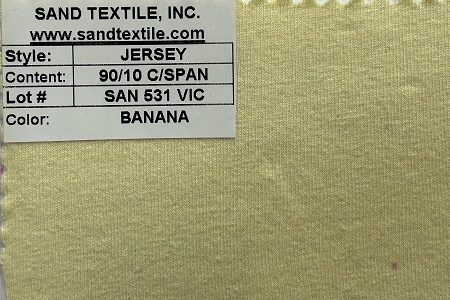 SAND TEXTILE, INC.
www.sandtextile.com
Style: JERSEY
Content: 90/10 C/SPAN
Lot # SAN 531 VIC
Color: BANANA